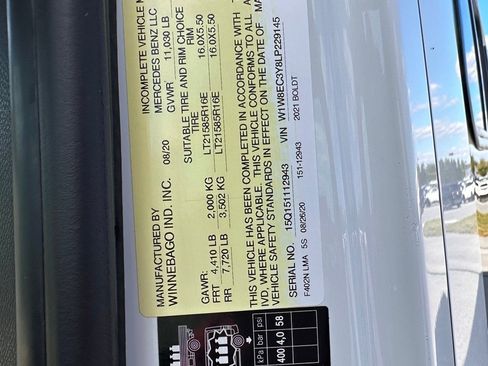 MANUFACTURED BY
WINNEBAGO IND. INC. 08/20
INCOMPLETE VEHICLE
MERCEDES BENZ LLC
GVWR 11,030 LB
SUITABLE TIRE AND RIM CHOICE
GAWR: TIRE RIM
FRT 4,410 LB 2,000 KG LT21585R16E 16.0X5.50
RR 7,720 LB 3,502 KG LT21585R16E 16.0X5.50
THIS VEHICLE HAS BEEN COMPLETED IN ACCORDANCE WITH
IVD, WHERE APPLICABLE. THIS VEHICLE CONFORMS TO ALL
VEHICLE SAFETY STANDARDS IN EFFECT ON THE DATE OF
SERIAL NO. 15Q151112943 VIN W1W8EC3Y8LP229145
F402N LMA 5S 08/26/20 151-12943 2021 BOLDT
kPa bar psi
400 4,0 58